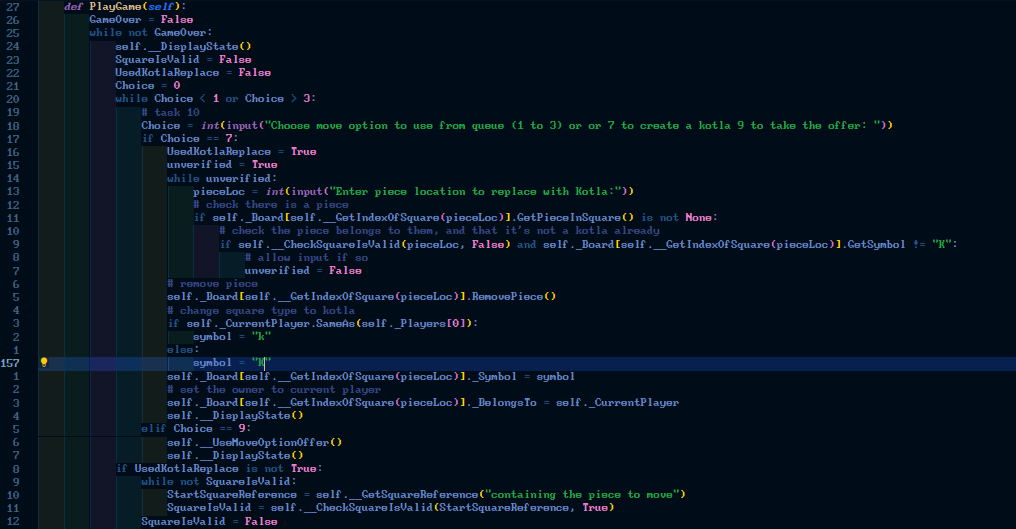 27 def PlayGame(self):
26 GameOver = False
25 while not GameOver:
24 self.__DisplayState()
23 SquareIsValid = False
22 UsedKotlaReplace = False
21 Choice = 0
20 while Choice < 1 or Choice > 3:
19 # task 10
18 Choice = int(input("Choose move option to use from queue (1 to 3) or or 7 to create a kotla 9 to take the offer: "))
17 if Choice == 7:
16 UsedKotlaReplace = True
15 unverified = True
14 while unverified:
13 pieceLoc = int(input("Enter piece location to replace with Kotla:"))
12 # check there is a piece
11 if self._Board[self.__GetIndexOfSquare(pieceLoc)].GetPieceInSquare() is not None:
10 # check the piece belongs to them, and that it's not a kotla already
9 if self.__CheckSquareIsValid(pieceLoc, False) and self._Board[self.__GetIndexOfSquare(pieceLoc)].GetSymbol != "K":
8 # allow input if so
7 unverified = False
6 # remove piece
5 self._Board[self.__GetIndexOfSquare(pieceLoc)].RemovePiece()
4 # change square type to kotla
3 if self._CurrentPlayer.SameAs(self._Players[0]):
2 symbol = "k"
1 else:
157 symbol = "K"
1 self._Board[self.__GetIndexOfSquare(pieceLoc)]._Symbol = symbol
2 # set the owner to current player
3 self._Board[self.__GetIndexOfSquare(pieceLoc)]._BelongsTo = self._CurrentPlayer
4 self.__DisplayState()
5 elif Choice == 9:
6 self.__UseMoveOptionOffer()
7 self.__DisplayState()
8 if UsedKotlaReplace is not True:
9 while not SquareIsValid:
10 StartSquareReference = self.__GetSquareReference("containing the piece to move")
11 SquareIsValid = self.__CheckSquareIsValid(StartSquareReference, True)
12 SquareIsValid = False